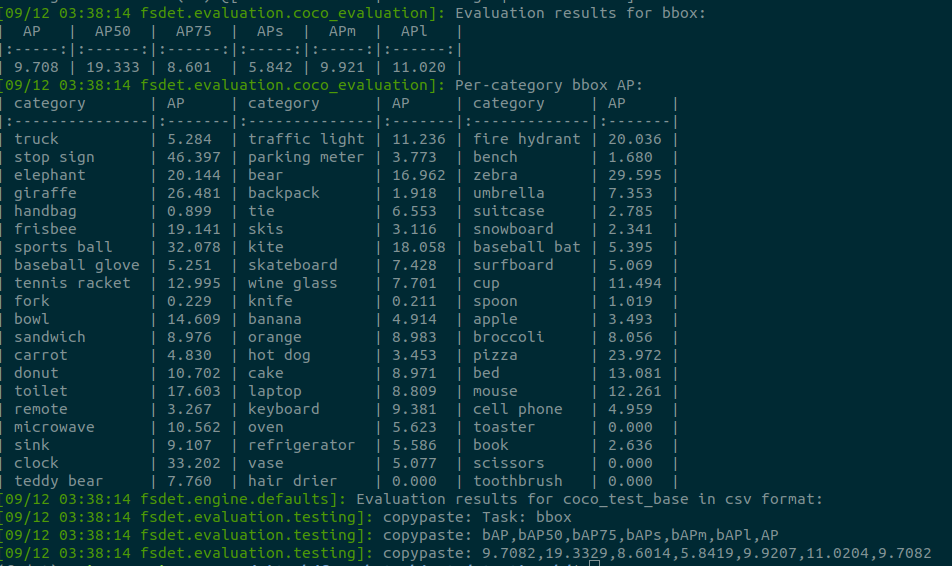 [09/12 03:38:14 fsdet.evaluation.coco_evaluation]: Evaluation results for bbox:
| AP | AP50 | AP75 | APs | APm | APl |
|:-----:|:------:|:------:|:-----:|:-----:|:------:|
| 9.708 | 19.333 | 8.601 | 5.842 | 9.921 | 11.020 |
[09/12 03:38:14 fsdet.evaluation.coco_evaluation]: Per-category bbox AP:
| category | AP | category | AP | category | AP |
|:---------------|:-------|:--------------|:-------|:-------------|:-------|
| truck | 5.284 | traffic light | 11.236 | fire hydrant | 20.036 |
| stop sign | 46.397 | parking meter | 3.773 | bench | 1.680 |
| elephant | 20.144 | bear | 16.962 | zebra | 29.595 |
| giraffe | 26.481 | backpack | 1.918 | umbrella | 7.353 |
| handbag | 0.899 | tie | 6.553 | suitcase | 2.785 |
| frisbee | 19.141 | skis | 3.116 | snowboard | 2.341 |
| sports ball | 32.078 | kite | 18.058 | baseball bat | 5.395 |
| baseball glove | 5.251 | skateboard | 7.428 | surfboard | 5.069 |
| tennis racket | 12.995 | wine glass | 7.701 | cup | 11.494 |
| fork | 0.229 | knife | 0.211 | spoon | 1.019 |
| bowl | 14.609 | banana | 4.914 | apple | 3.493 |
| sandwich | 8.976 | orange | 8.983 | broccoli | 8.056 |
| carrot | 4.830 | hot dog | 3.453 | pizza | 23.972 |
| donut | 10.702 | cake | 8.971 | bed | 13.081 |
| toilet | 17.603 | laptop | 8.809 | mouse | 12.261 |
| remote | 3.267 | keyboard | 9.381 | cell phone | 4.959 |
| microwave | 10.562 | oven | 5.623 | toaster | 0.000 |
| sink | 9.107 | refrigerator | 5.586 | book | 2.636 |
| clock | 33.202 | vase | 5.077 | scissors | 0.000 |
| teddy bear | 7.760 | hair drier | 0.000 | toothbrush | 0.000 |
[09/12 03:38:14 fsdet.engine.defaults]: Evaluation results for coco_test_base in csv format:
[09/12 03:38:14 fsdet.evaluation.testing]: copypaste: Task: bbox
[09/12 03:38:14 fsdet.evaluation.testing]: copypaste: bAP,bAP50,bAP75,bAPs,bAPm,bAPl,AP
[09/12 03:38:14 fsdet.evaluation.testing]: copypaste: 9.7082,19.3329,8.6014,5.8419,9.9207,11.0204,9.7082